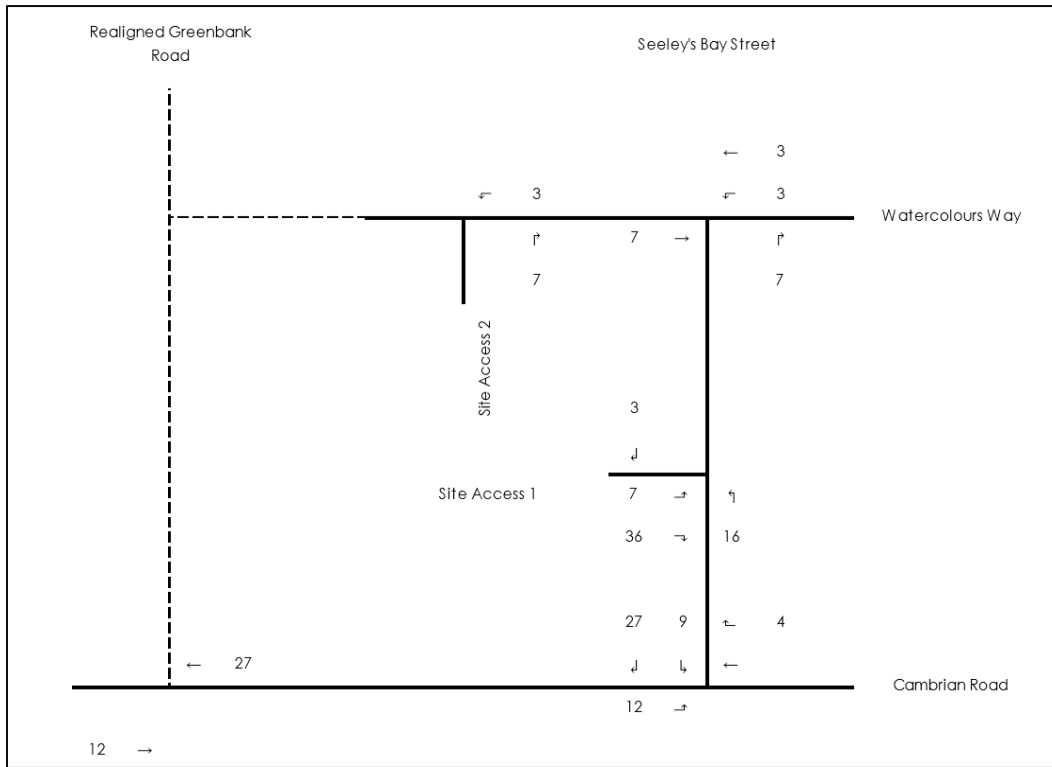 Realigned Greenbank
Road
Seeley's Bay Street
← 3
3 3
Watercolours Way
7 →
7 7
Site Access 2
3
Site Access 1
7
36 16
27 9 4
← 27 ←
Cambrian Road
12
12 →